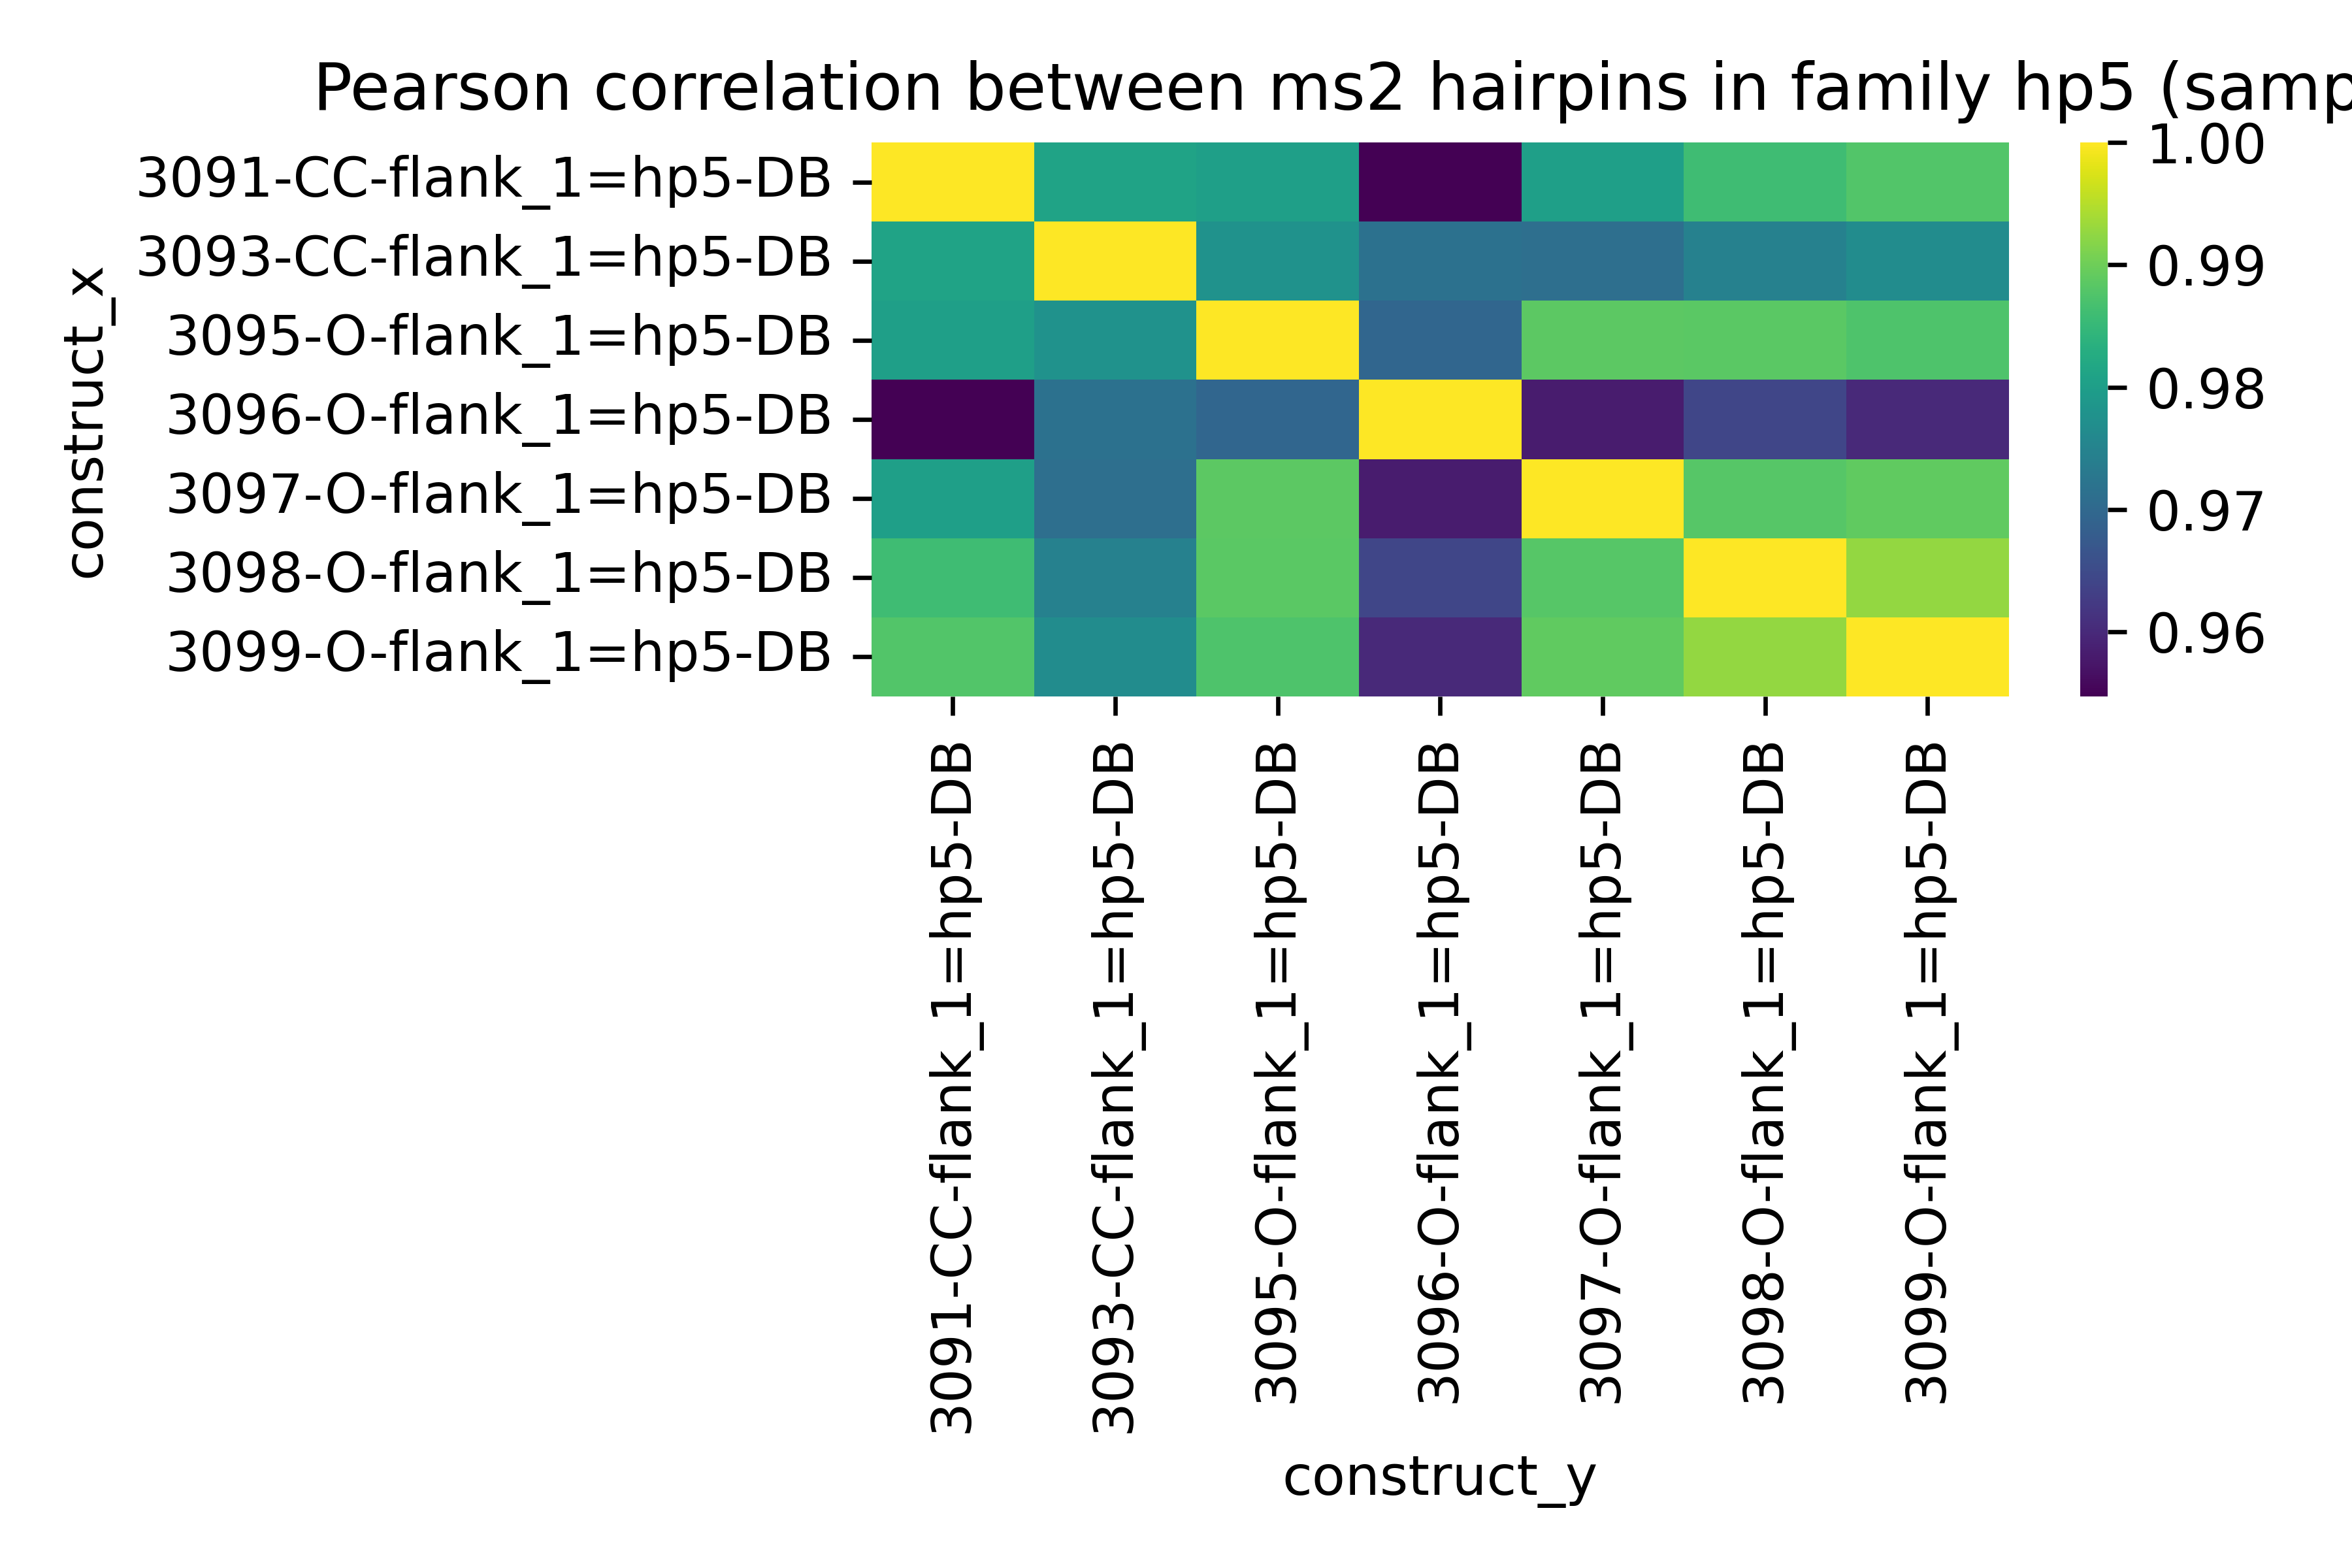 Pearson correlation between ms2 hairpins in family hp5 (samp
construct_x
3091-CC-flank_1=hp5-DB
3093-CC-flank_1=hp5-DB
3095-O-flank_1=hp5-DB
3096-O-flank_1=hp5-DB
3097-O-flank_1=hp5-DB
3098-O-flank_1=hp5-DB
3099-O-flank_1=hp5-DB
1.00
0.99
0.98
0.97
0.96
3091-CC-flank_1=hp5-DB
3093-CC-flank_1=hp5-DB
3095-O-flank_1=hp5-DB
3096-O-flank_1=hp5-DB
3097-O-flank_1=hp5-DB
3098-O-flank_1=hp5-DB
3099-O-flank_1=hp5-DB
construct_y